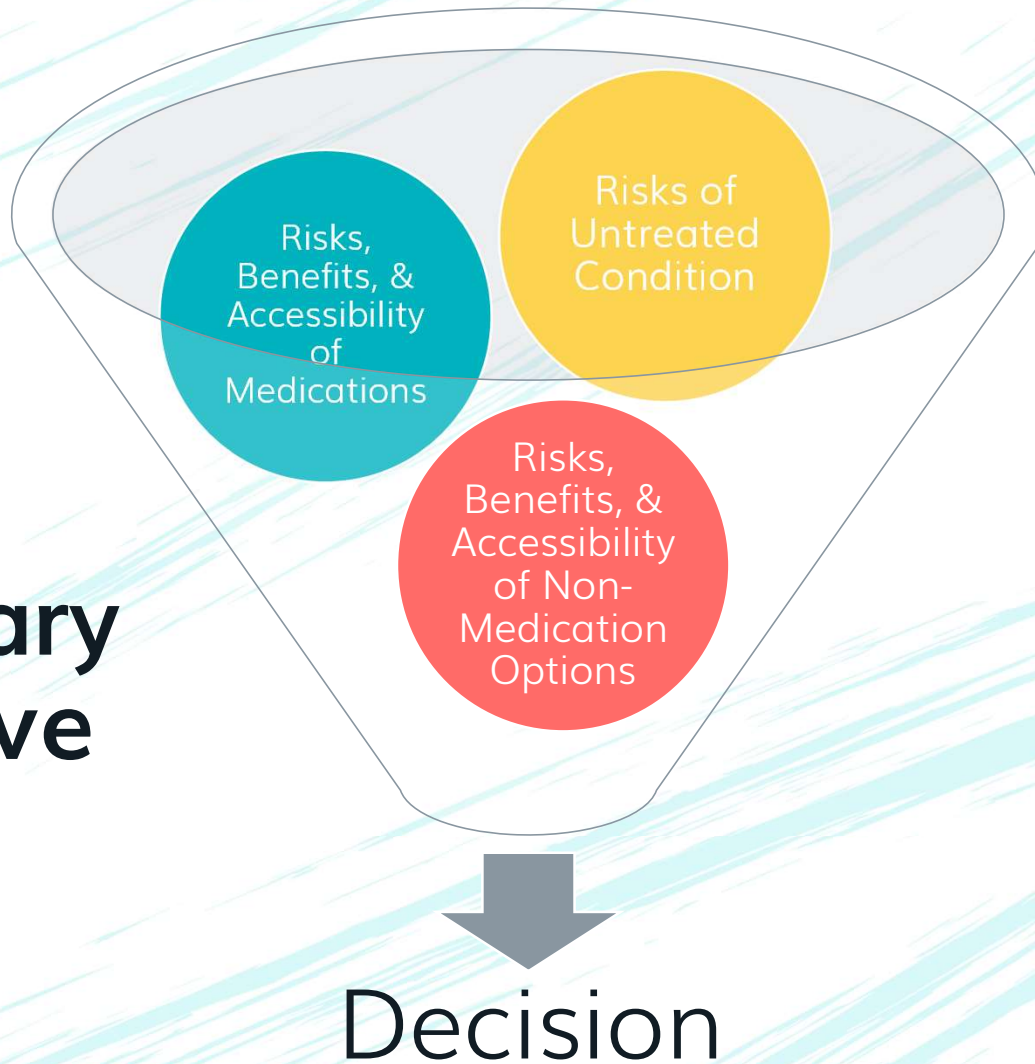 Risks,
Benefits, &
Accessibility
of
Medications
Risks of
Untreated
Condition
Risks,
Benefits, &
Accessibility
of Non-
Medication
Options
ary
ve
Decision